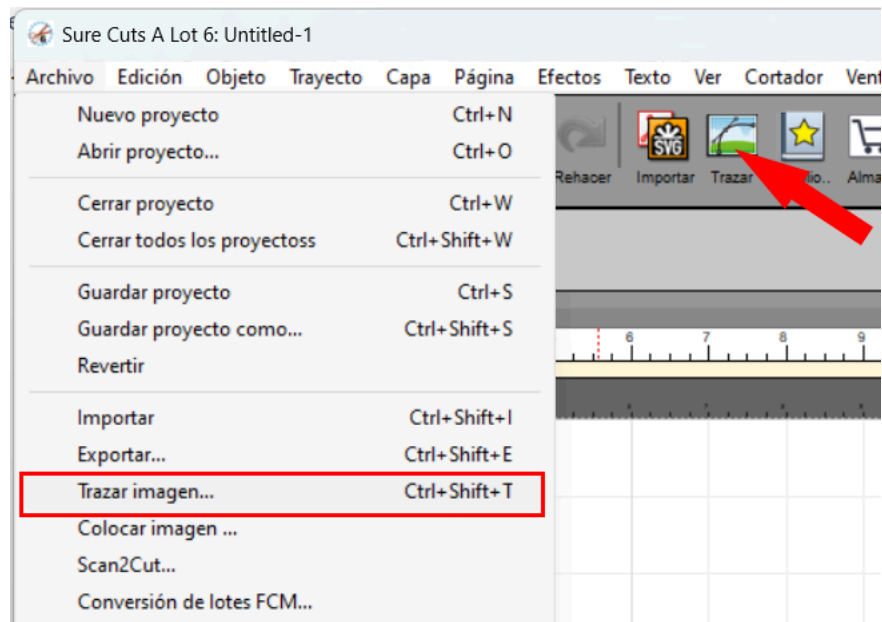 Sure Cuts A Lot 6: Untitled-1
Archivo Edición Objeto Trayecto Capa Página Efectos Texto Ver Cortador Vent
Nuevo proyecto Ctrl+N
Abrir proyecto... Ctrl+O
Cerrar proyecto Ctrl+W
Cerrar todos los proyectoss Ctrl+Shift+W
Guardar proyecto Ctrl+S
Guardar proyecto como... Ctrl+Shift+S
Revertir
Importar Ctrl+Shift+I
Exportar... Ctrl+Shift+E
Trazar imagen... Ctrl+Shift+T
Colocar imagen ...
Scan2Cut...
Conversión de lotes FCM...
SVG
Rehacer Importar Trazar io.. Alma
6 7 8 9